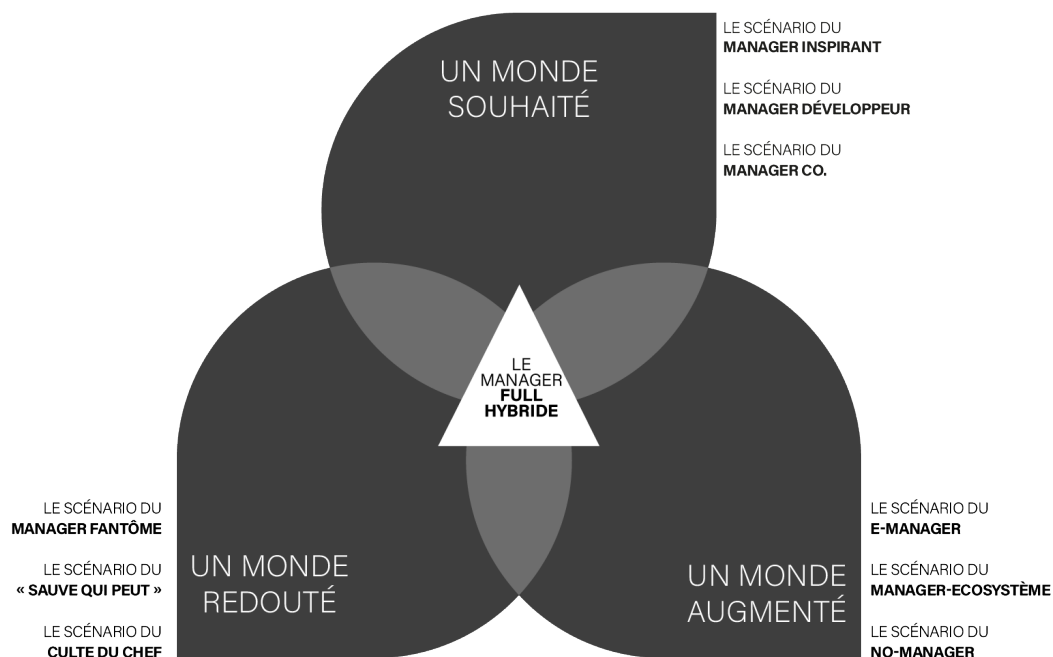 UN MONDE
SOUHAITÉ
LE SCÉNARIO DU
MANAGER INSPIRANT
LE SCÉNARIO DU
MANAGER DÉVELOPPEUR
LE SCÉNARIO DU
MANAGER CO.
LE
MANAGER
FULL
HYBRIDE
LE SCÉNARIO DU
MANAGER FANTÔME
LE SCÉNARIO DU
« SAUVE QUI PEUT »
LE SCÉNARIO DU
CULTE DU CHEF
UN MONDE
REDOUTÉ
UN MONDE
AUGMENTÉ
LE SCÉNARIO DU
E-MANAGER
LE SCÉNARIO DU
MANAGER-ECOSYSTÈME
LE SCÉNARIO DU
NO-MANAGER